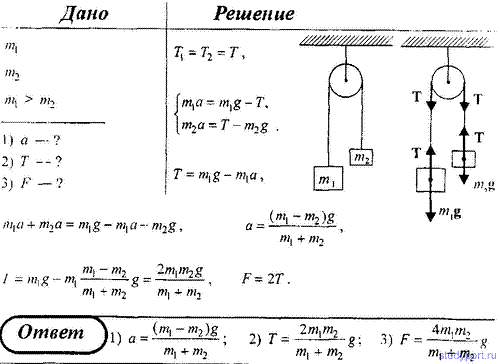 Дано Решение
m₁
m₂
m₁ > m₂
1) a — ?
2) T -- ?
3) F — ?
T₁ = T₂ = T ,
{ m₁a = m₁g – T,
m₂a = T – m₂g .
T = m₁g – m₁a ,
m₁ m₂
T T
T T
m₂g
m₁g
m₁a + m₂a = m₁g – m₁a – m₂g , a = (m₁ – m₂)g / (m₁ + m₂) ,
T = m₁g – m₁ (m₁ – m₂)/(m₁ + m₂) g = 2m₁m₂g / (m₁ + m₂) , F = 2T .
Ответ 1) a = (m₁ – m₂)g / (m₁ + m₂) ; 2) T = 2m₁m₂ / (m₁ + m₂) g; 3) F = 4m₁m₂ / (m₁ + m₂) g